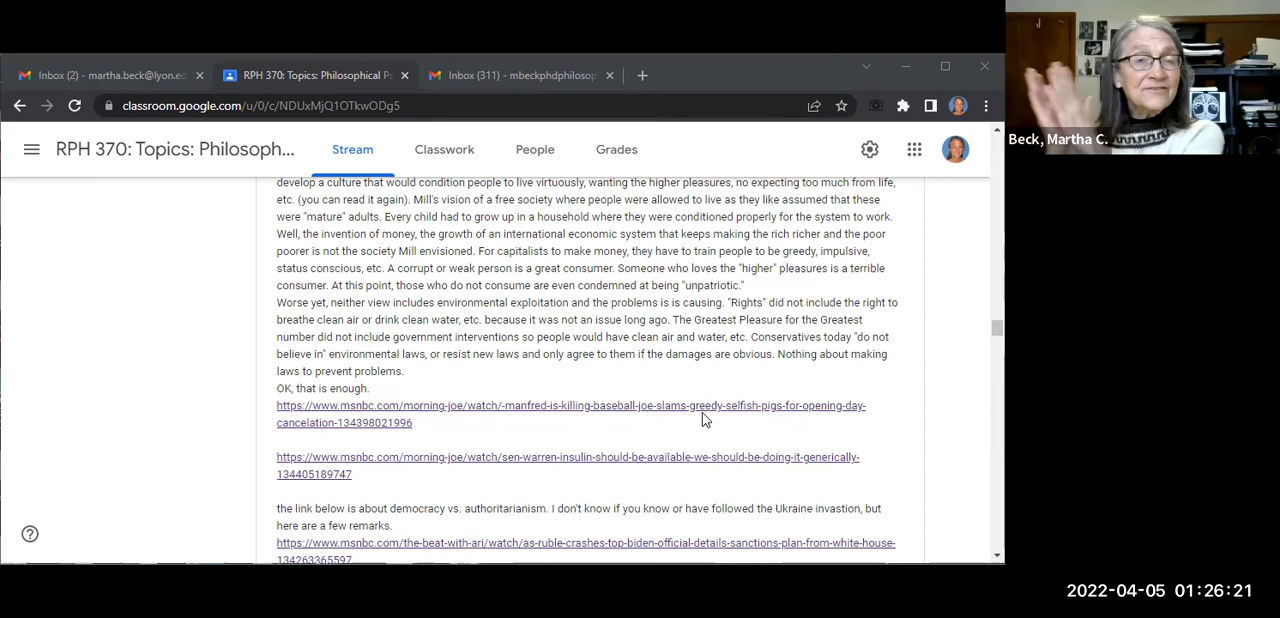 Inbox (2) - martha.beck@lyon.ed
RPH 370: Topics: Philosophical Pa
Inbox (311) - mbeckphdphilosop
classroom.google.com/u/0/c/NDUxMjQ1OTkwODg5
Beck, Martha C.
RPH 370: Topics: Philosoph...
Stream
Classwork
People
Grades
develop a culture that would condition people to live virtuously, wanting the higher pleasures, no expecting too much from life,
etc. (you can read it again). Mill's vision of a free society where people were allowed to live as they like assumed that these
were "mature" adults. Every child had to grow up in a household where they were conditioned properly for the system to work.
Well, the invention of money, the growth of an international economic system that keeps making the rich richer and the poor
poorer is not the society Mill envisioned. For capitalists to make money, they have to train people to be greedy, impulsive,
status conscious, etc. A corrupt or weak person is a great consumer. Someone who loves the "higher" pleasures is a terrible
consumer. At this point, those who do not consume are even condemned at being "unpatriotic."
Worse yet, neither view includes environmental exploitation and the problems is is causing. "Rights" did not include the right to
breathe clean air or drink clean water, etc. because it was not an issue long ago. The Greatest Pleasure for the Greatest
number did not include government interventions so people would have clean air and water, etc. Conservatives today "do not
believe in" environmental laws, or resist new laws and only agree to them if the damages are obvious. Nothing about making
laws to prevent problems.
OK, that is enough.
https://www.msnbc.com/morning-joe/watch/-manfred-is-killing-baseball-joe-slams-greedy-selfish-pigs-for-opening-day-
cancelation-134398021996
https://www.msnbc.com/morning-joe/watch/sen-warren-insulin-should-be-available-we-should-be-doing-it-generically-
134405189747
the link below is about democracy vs. authoritarianism. I don't know if you know or have followed the Ukraine invastion, but
here are a few remarks.
https://www.msnbc.com/the-beat-with-ari/watch/as-ruble-crashes-top-biden-official-details-sanctions-plan-from-white-house-
134263365597
2022-04-05 01:26:21